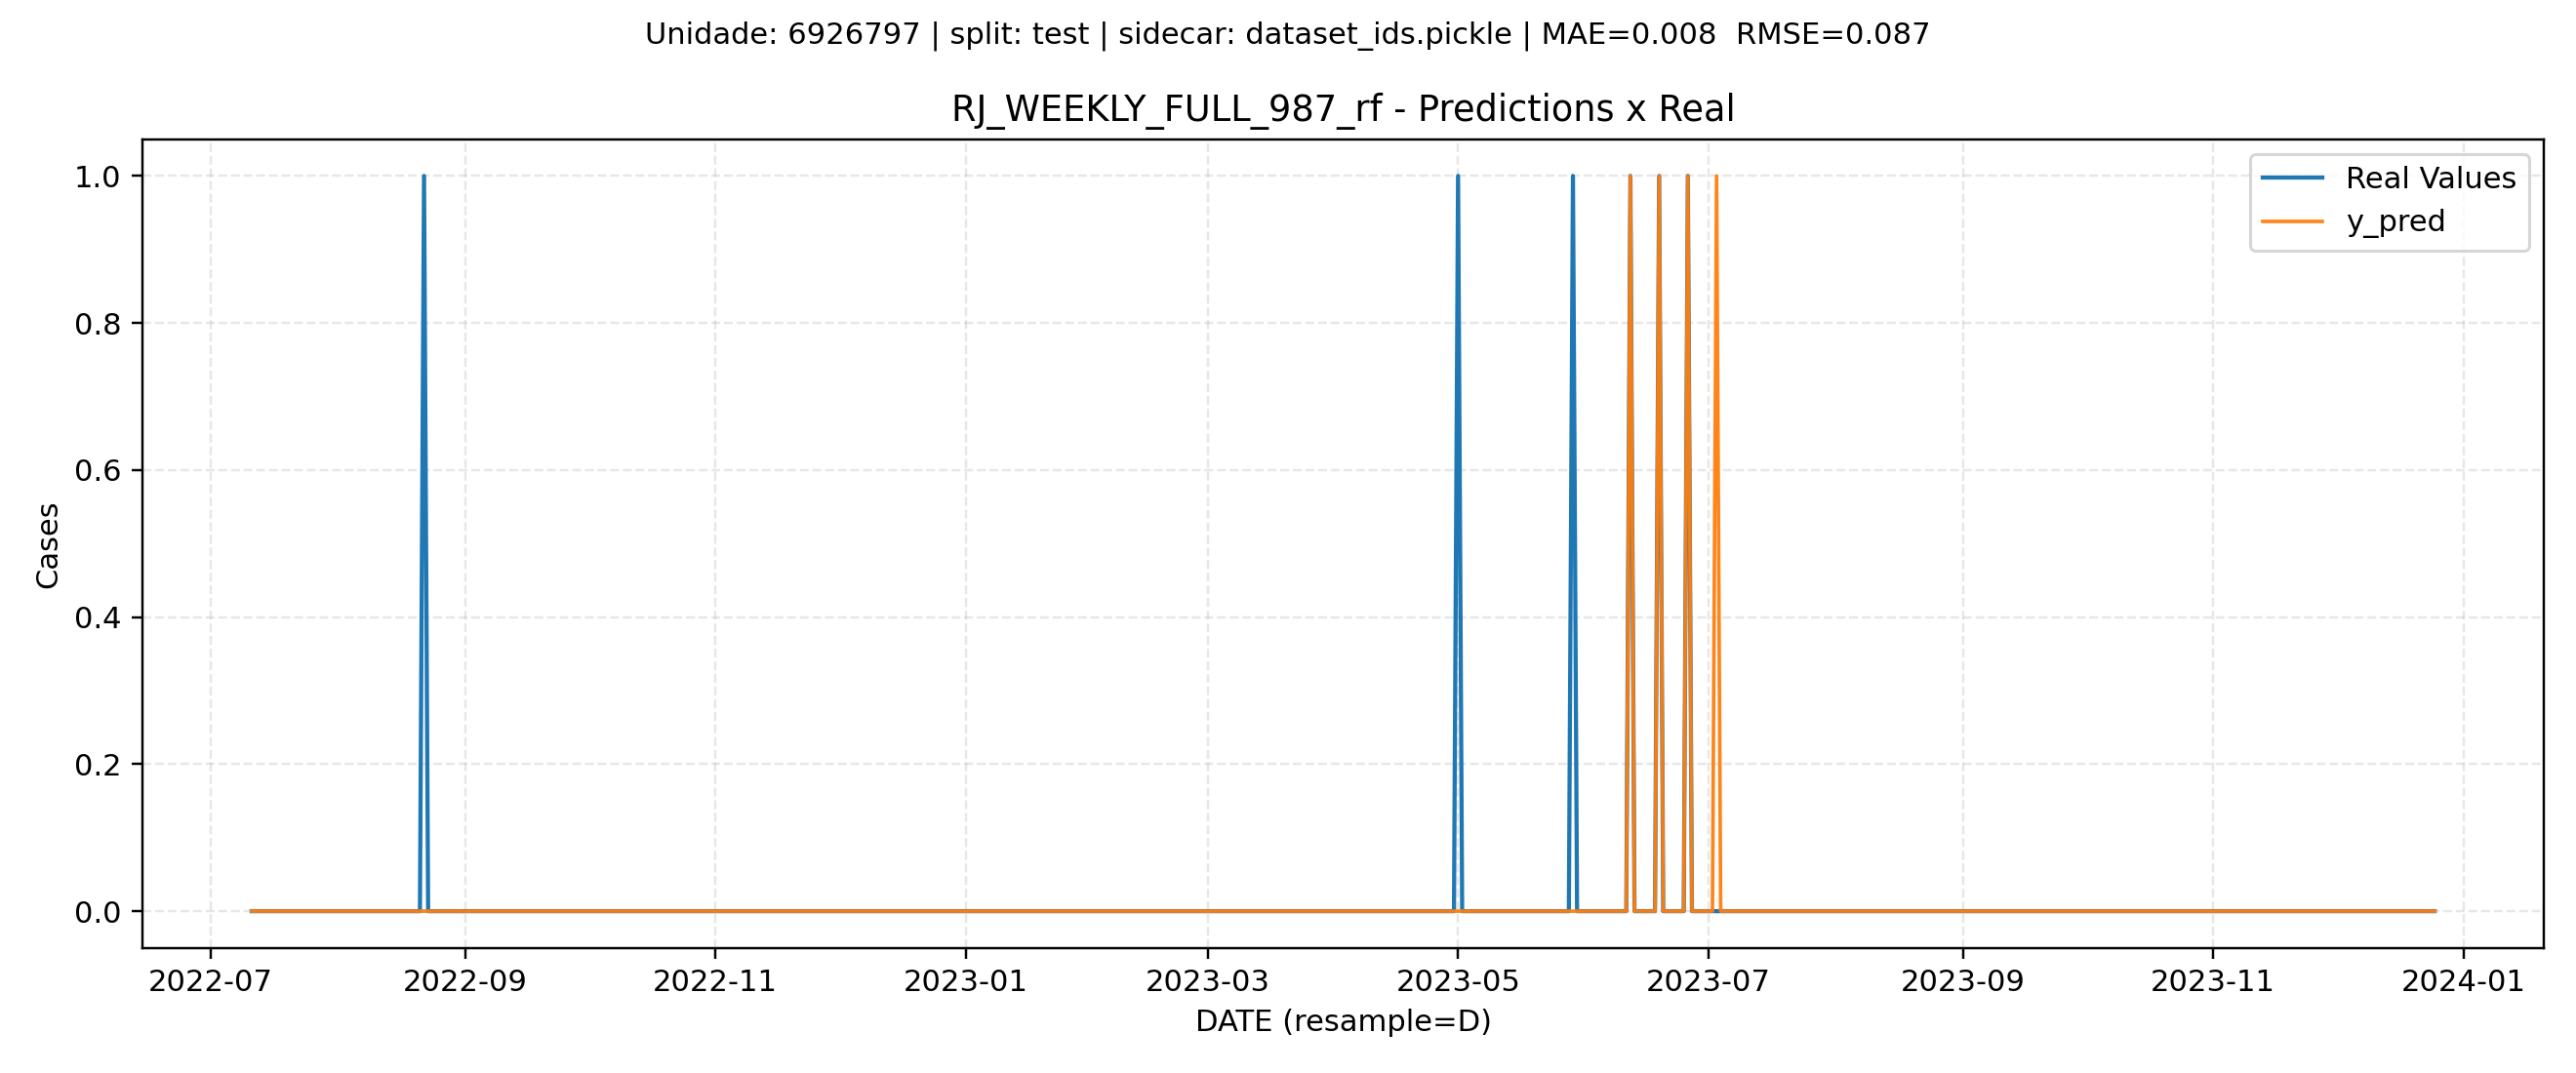 Unidade: 6926797 | split: test | sidecar: dataset_ids.pickle | MAE=0.008  RMSE=0.087
RJ_WEEKLY_FULL_987_rf - Predictions x Real
Real Values
y_pred
Cases
1.0
0.8
0.6
0.4
0.2
0.0
2022-07 2022-09 2022-11 2023-01 2023-03 2023-05 2023-07 2023-09 2023-11 2024-01
DATE (resample=D)